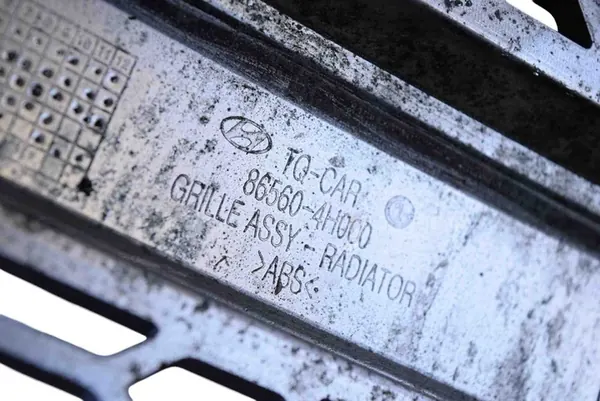 TQ-CAR
86560-4H000
GRILLE ASSY - RADIATOR
>ABS<